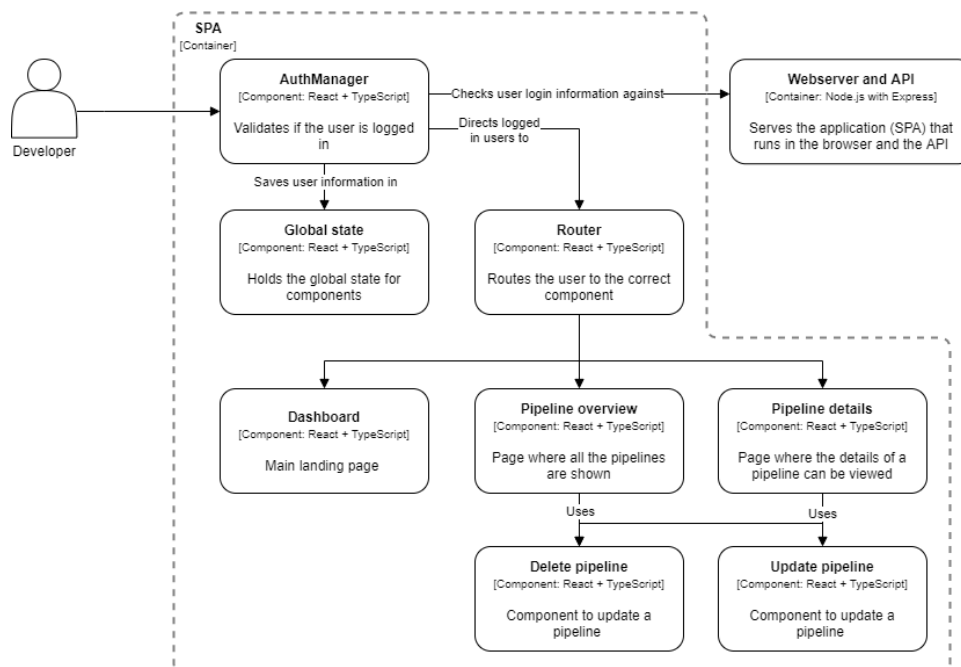 SPA
[Container]
AuthManager
[Component: React + TypeScript]
Validates if the user is logged
in
Checks user login information against
Webserver and API
[Container: Node.js with Express]
Serves the application (SPA) that
runs in the browser and the API
Developer
Directs logged
in users to
Saves user information in
Global state
[Component: React + TypeScript]
Holds the global state for
components
Router
[Component: React + TypeScript]
Routes the user to the correct
component
Dashboard
[Component: React + TypeScript]
Main landing page
Pipeline overview
[Component: React + TypeScript]
Page where all the pipelines
are shown
Pipeline details
[Component: React + TypeScript]
Page where the details of a
pipeline can be viewed
Uses
Uses
Delete pipeline
[Component: React + TypeScript]
Component to update a
pipeline
Update pipeline
[Component: React + TypeScript]
Component to update a
pipeline